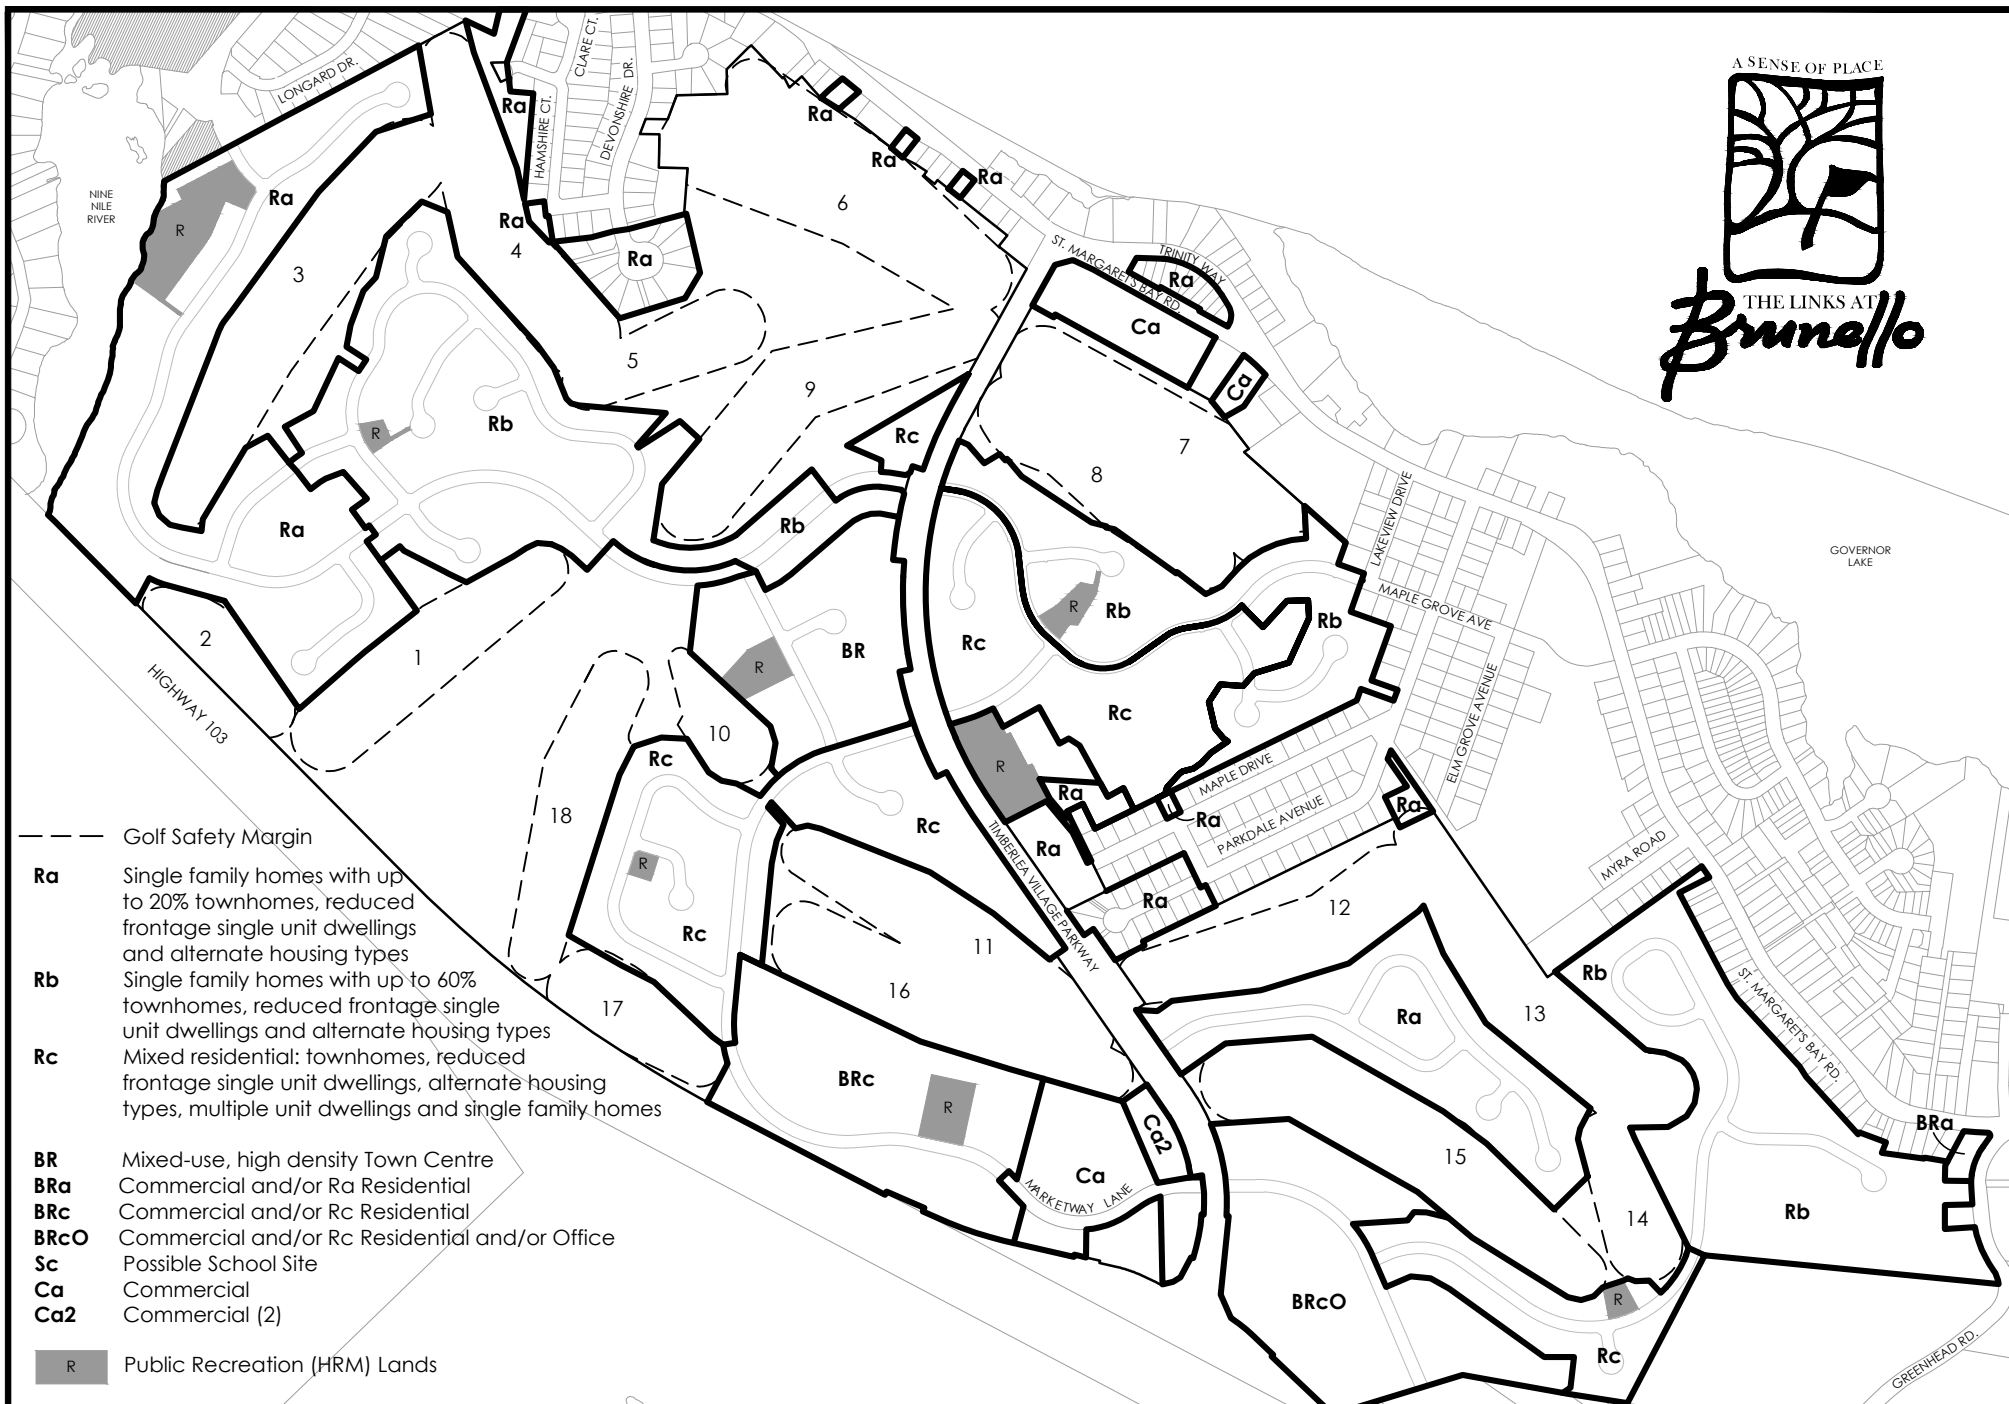 A SENSE OF PLACE
THE LINKS AT
Brunello
LONGARD DR.
CLARE CT.
HAMSHIRE CT.
DEVONSHIRE DR.
NINE
NILE
RIVER
R
Ra
3
Ra
Ra
4
Ra
Ra
Ra
Ra
6
ST. MARGARETS BAY RD.
TRINITY WAY
Ra
Ca
Ca
5
9
Rc
7
8
R
Rb
Ra
Rb
2
1
HIGHWAY 103
BR
R
10
Rc
Rb
R
Rb
Rc
LAKEVIEW DRIVE
MAPLE GROVE AVE
ELM GROVE AVENUE
GOVERNOR
LAKE
MAPLE DRIVE
PARKDALE AVENUE
MYRA ROAD
R
Ra
Ra
Ra
Ra
Ra
TIMBERLEA VILLAGE PARKWAY
Rc
18
R
Rc
Rc
17
16
11
12
13
Rb
ST. MARGARETS BAY RD.
Ra
15
14
BRa
Rb
BRc
R
Ca
Ca2
MARKETWAY LANE
BRcO
R
Rc
GREENHEAD RD.
Golf Safety Margin
Ra Single family homes with up
to 20% townhomes, reduced
frontage single unit dwellings
and alternate housing types
Rb Single family homes with up to 60%
townhomes, reduced frontage single
unit dwellings and alternate housing types
Rc Mixed residential: townhomes, reduced
frontage single unit dwellings, alternate housing
types, multiple unit dwellings and single family homes
BR Mixed-use, high density Town Centre
BRa Commercial and/or Ra Residential
BRc Commercial and/or Rc Residential
BRcO Commercial and/or Rc Residential and/or Office
Sc Possible School Site
Ca Commercial
Ca2 Commercial (2)
R Public Recreation (HRM) Lands